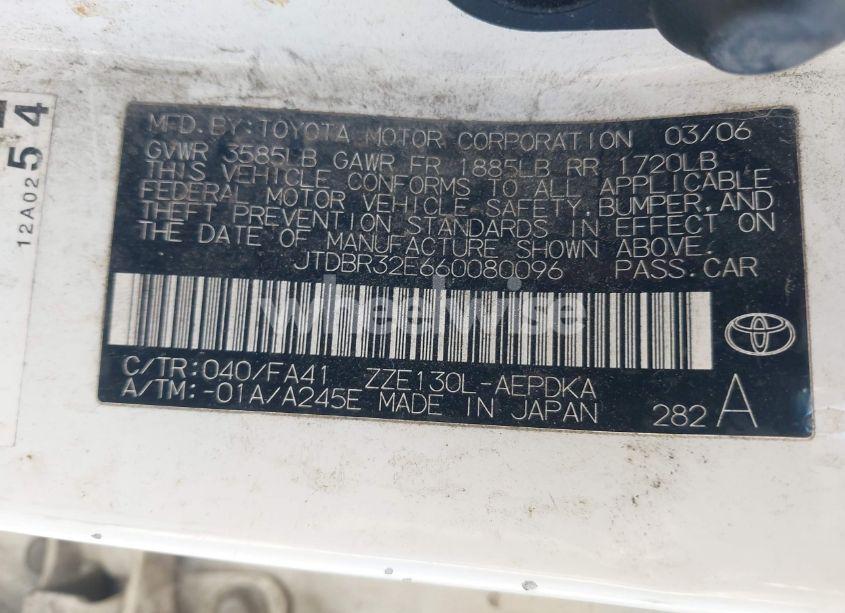 MFD.BY:TOYOTA MOTOR CORPORATION 03/06
GVWR 3585LB GAWR FR 1885LB RR 1720LB
THIS VEHICLE CONFORMS TO ALL APPLICABLE
FEDERAL MOTOR VEHICLE SAFETY,BUMPER,AND
THEFT PREVENTION STANDARDS IN EFFECT ON
THE DATE OF MANUFACTURE SHOWN ABOVE.
JTDBR32E660080096 PASS.CAR
wheelwise
C/TR:040/FA41 ZZE130L-AEPDKA
A/TM:-01A/A245E MADE IN JAPAN 282 A
12A02 54